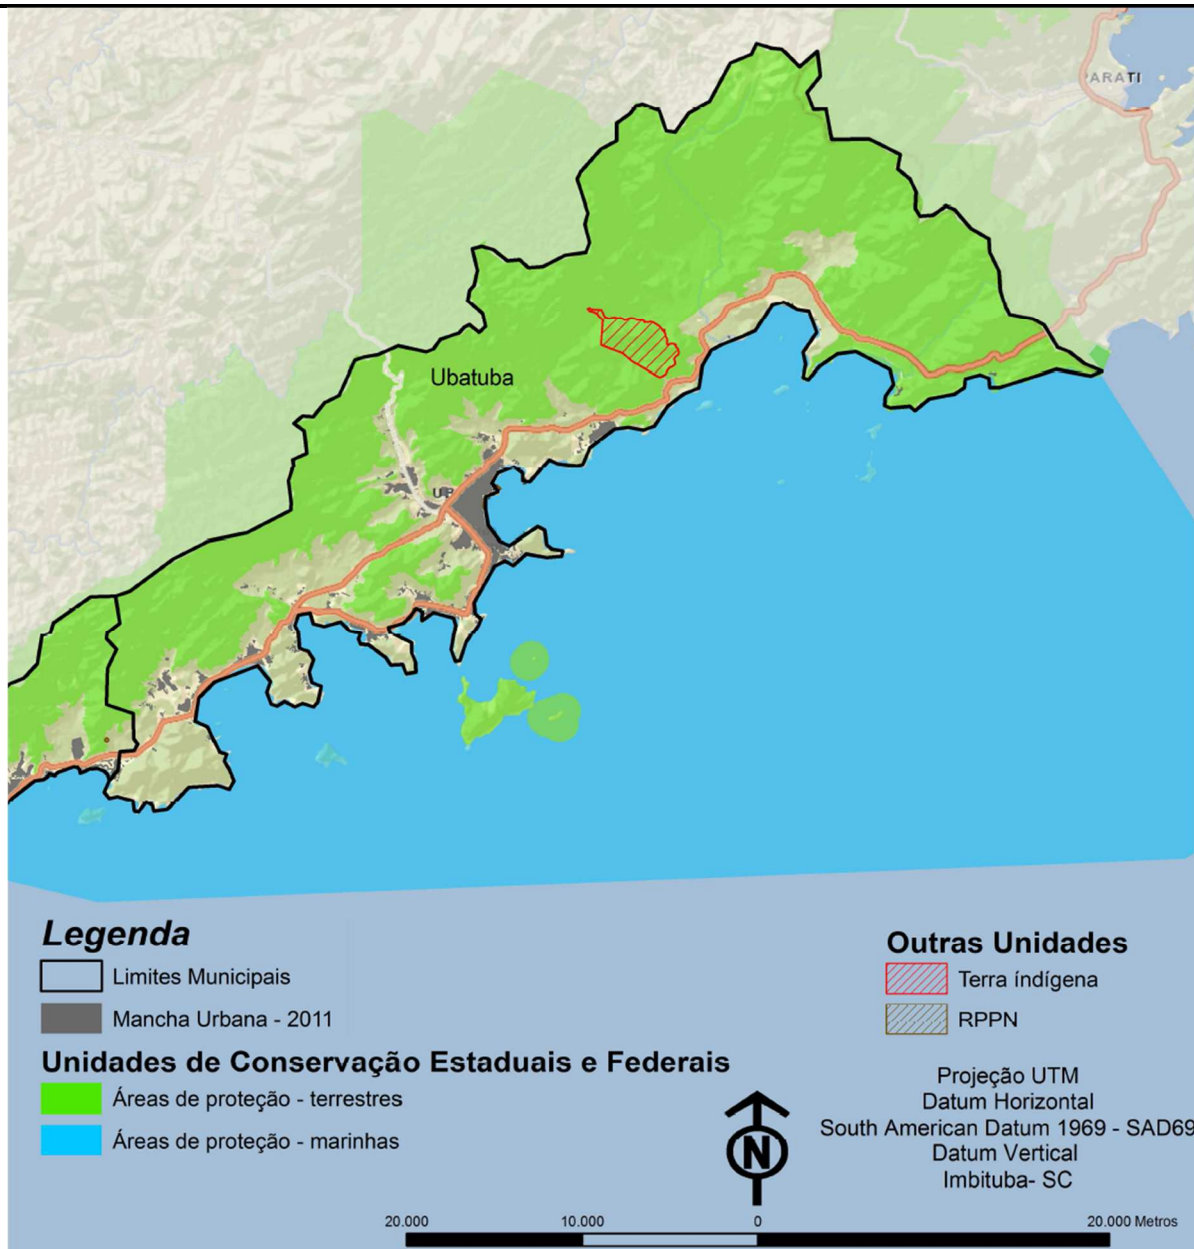 PARATI
Ubatuba
UB
Legenda
Limites Municipais
Mancha Urbana - 2011
Unidades de Conservação Estaduais e Federais
Áreas de proteção - terrestres
Áreas de proteção - marinhas
Outras Unidades
Terra índígena
RPPN
Projeção UTM
Datum Horizontal
South American Datum 1969 - SAD69
Datum Vertical
Imbituba- SC
N
20.000 10.000 0 20.000 Metros